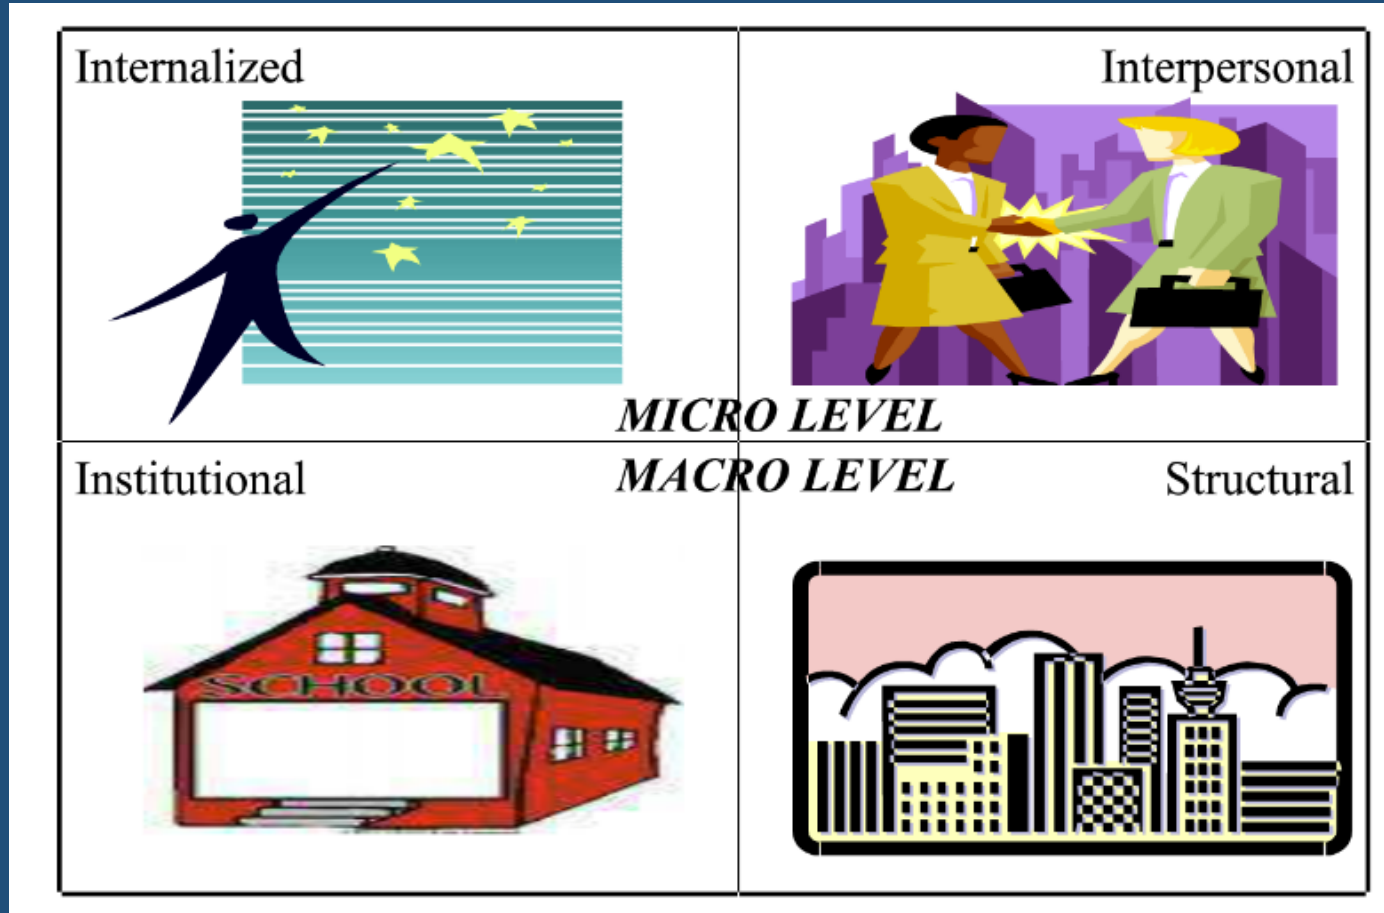 Internalized
Interpersonal
MICRO LEVEL
MACRO LEVEL
Institutional
Structural
SCHOOL